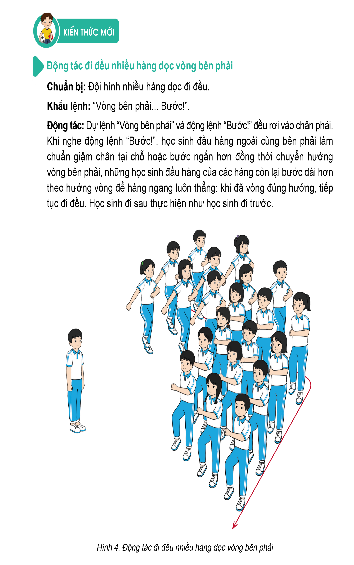 KIẾN THỨC MỚI
Động tác đi đều nhiều hàng dọc vòng bên phải
Chuẩn bị: Đội hình nhiều hàng dọc đi đều.
Khẩu lệnh: “Vòng bên phải... Bước!”.
Động tác: Dự lệnh “Vòng bên phải” và động lệnh “Bước!” đều rơi vào chân phải.
Khi nghe động lệnh “Bước!”, học sinh đầu hàng ngoài cùng bên phải làm
chuẩn giậm chân tại chỗ hoặc bước ngắn hơn đồng thời chuyển hướng
vòng bên phải, những học sinh đầu hàng của các hàng còn lại bước dài hơn
theo hướng vòng để hàng ngang luôn thẳng; khi đã vòng đúng hướng, tiếp
tục đi đều. Học sinh đi sau thực hiện như học sinh đi trước.
Hình 4. Động tác đi đều nhiều hàng dọc vòng bên phải